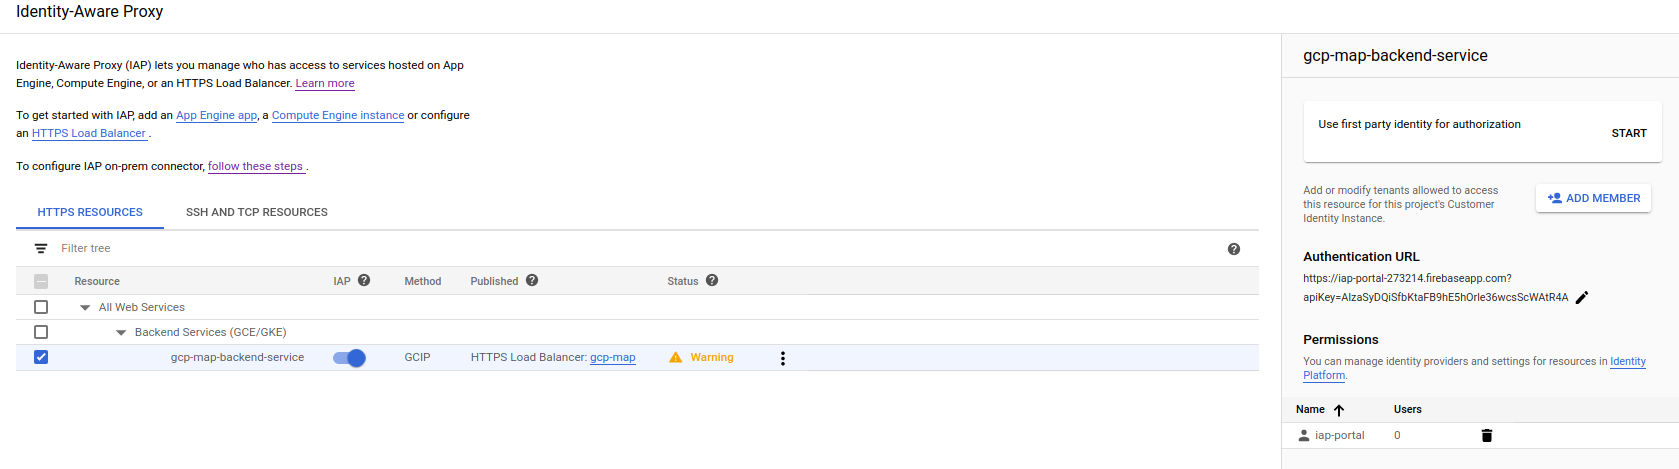 Identity-Aware Proxy
Identity-Aware Proxy (IAP) lets you manage who has access to services hosted on App
Engine, Compute Engine, or an HTTPS Load Balancer. Learn more
To get started with IAP, add an App Engine app, a Compute Engine instance or configure
an HTTPS Load Balancer .
To configure IAP on-prem connector, follow these steps .
HTTPS RESOURCES SSH AND TCP RESOURCES
Filter tree
Resource IAP Method Published Status
All Web Services
Backend Services (GCE/GKE)
gcp-map-backend-service GCIP HTTPS Load Balancer: gcp-map Warning
gcp-map-backend-service
Use first party identity for authorization
START
Add or modify tenants allowed to access
this resource for this project's Customer
Identity Instance.
ADD MEMBER
Authentication URL
https://iap-portal-273214.firebaseapp.com?
apiKey=AIzaSyDQiSfbKtaFB9hE5hOrIe36wcsScWAtR4A
Permissions
You can manage identity providers and settings for resources in Identity
Platform.
Name Users
iap-portal 0